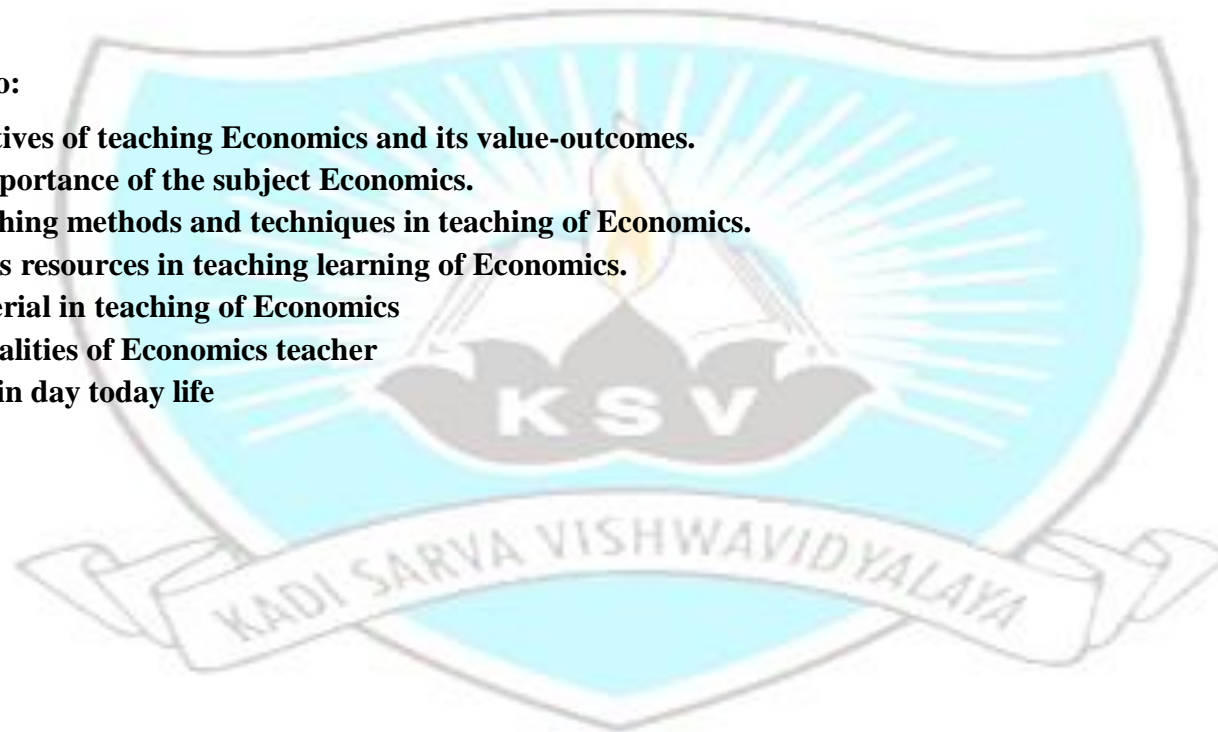 o:
tives of teaching Economics and its value-outcomes.
portance of the subject Economics.
hing methods and techniques in teaching of Economics.
s resources in teaching learning of Economics.
erial in teaching of Economics
alities of Economics teacher
in day today life
KSV
KADI SARVA VISHWAVIDYALAYA